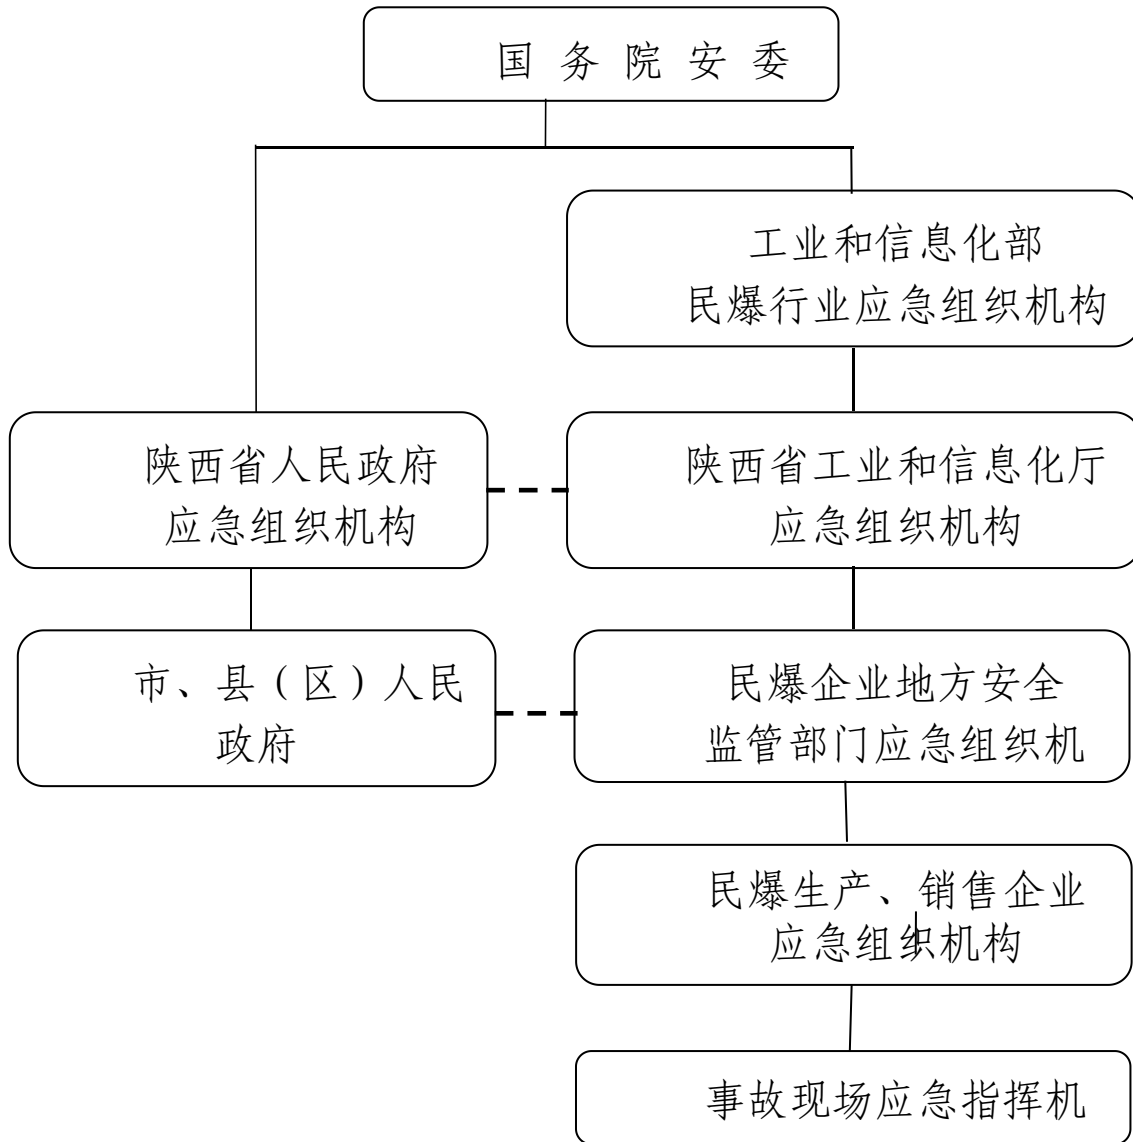 国务院安委
工业和信息化部
民爆行业应急组织机构
陕西省人民政府
应急组织机构
陕西省工业和信息化厅
应急组织机构
市、县（区）人民
政府
民爆企业地方安全
监管部门应急组织机
民爆生产、销售企业
应急组织机构
事故现场应急指挥机